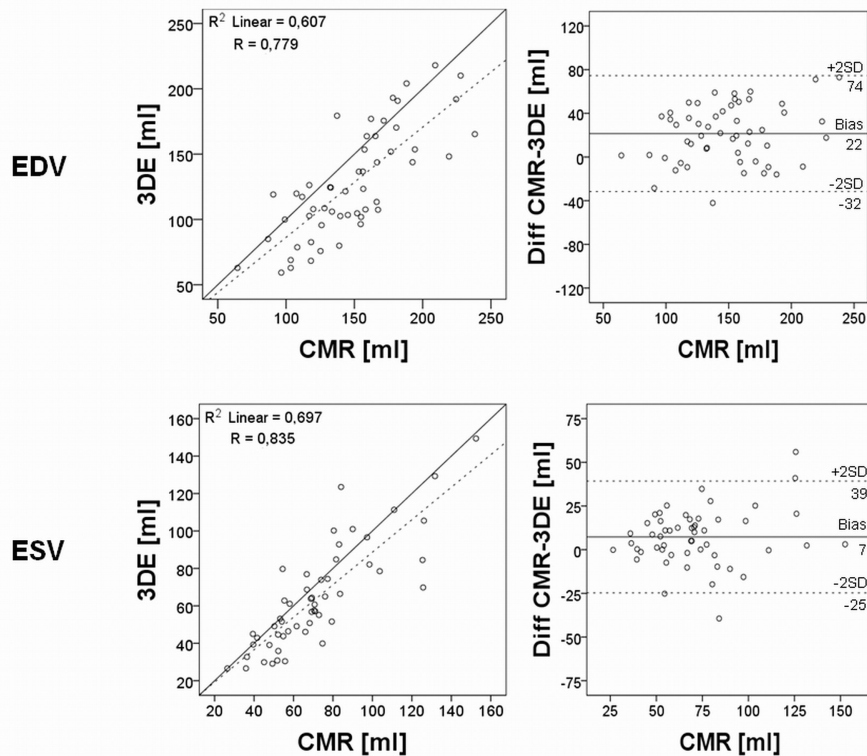 R² Linear = 0,607
R = 0,779
EDV
3DE [ml]
250
200
150
100
50
50 100 150 200 250
CMR [ml]
Diff CMR-3DE [ml]
120
80
40
0
-40
-80
-120
+2SD
74
Bias
22
-2SD
-32
50 100 150 200 250
CMR [ml]
R² Linear = 0,697
R = 0,835
ESV
3DE [ml]
160
140
120
100
80
60
40
20
20 40 60 80 100 120 140 160
CMR [ml]
Diff CMR-3DE [ml]
75
50
25
0
-25
-50
-75
+2SD
39
Bias
7
-2SD
-25
25 50 75 100 125 150
CMR [ml]